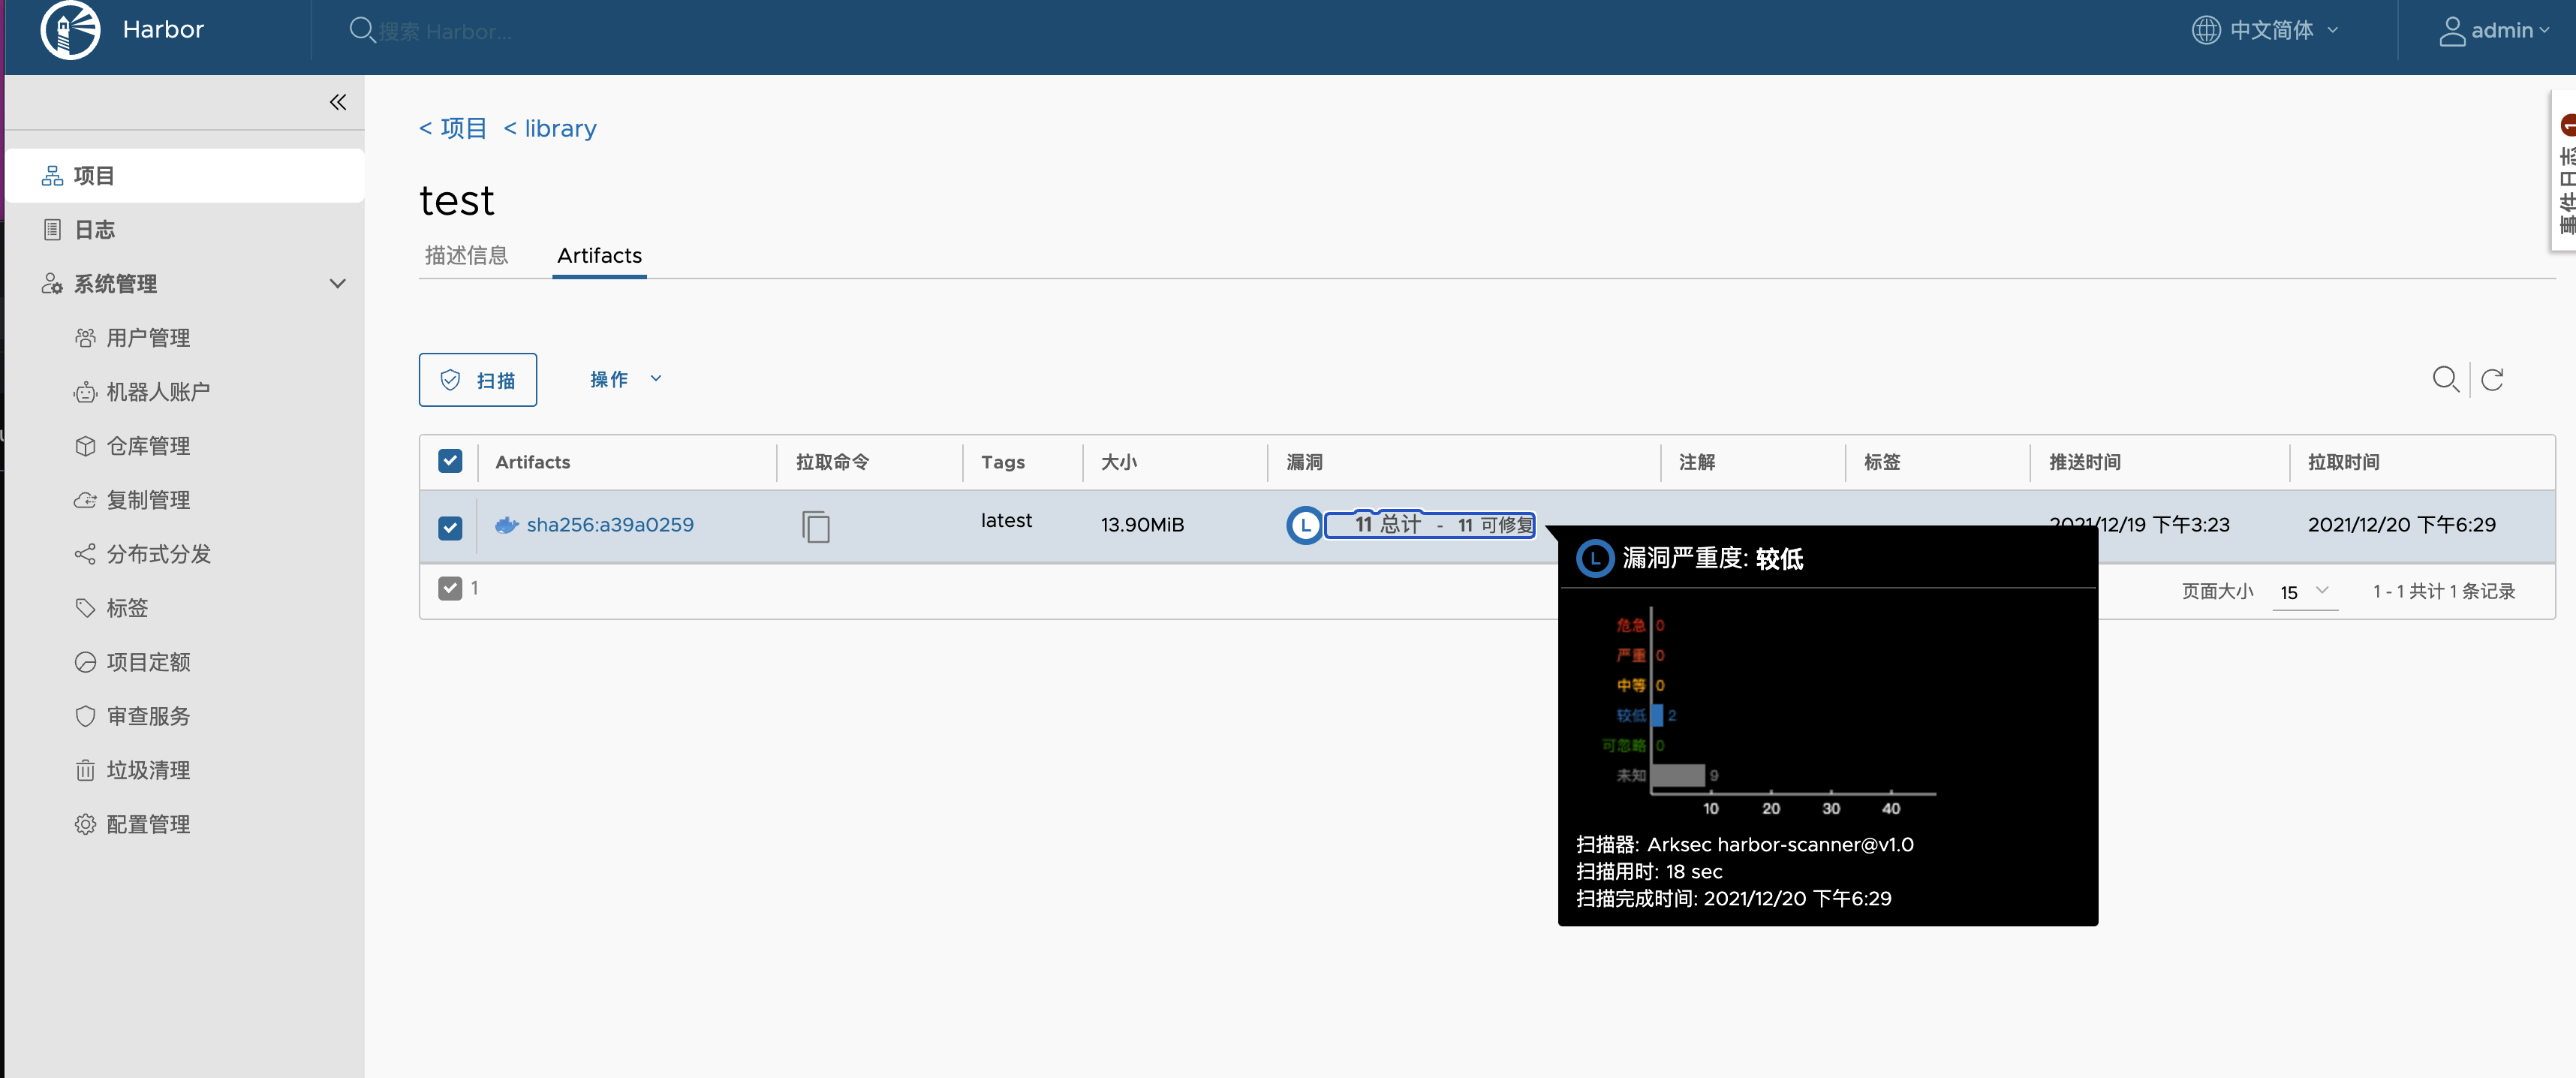 Harbor
搜索 Harbor...
中文简体
admin
事件日志 1
< 项目 < library
test
描述信息 Artifacts
项目
日志
系统管理
用户管理
机器人账户
仓库管理
复制管理
分布式分发
标签
项目定额
审查服务
垃圾清理
配置管理
扫描 操作
Artifacts 拉取命令 Tags 大小 漏洞 注解 标签 推送时间 拉取时间
sha256:a39a0259 latest 13.90MiB L 11 总计 - 11 可修复 2021/12/19 下午3:23 2021/12/20 下午6:29
1 页面大小 15 1 - 1 共计 1 条记录
L 漏洞严重度: 较低
危急 0
严重 0
中等 0
较低 2
可忽略 0
未知 9
10 20 30 40
扫描器: Arksec harbor-scanner@v1.0
扫描用时: 18 sec
扫描完成时间: 2021/12/20 下午6:29